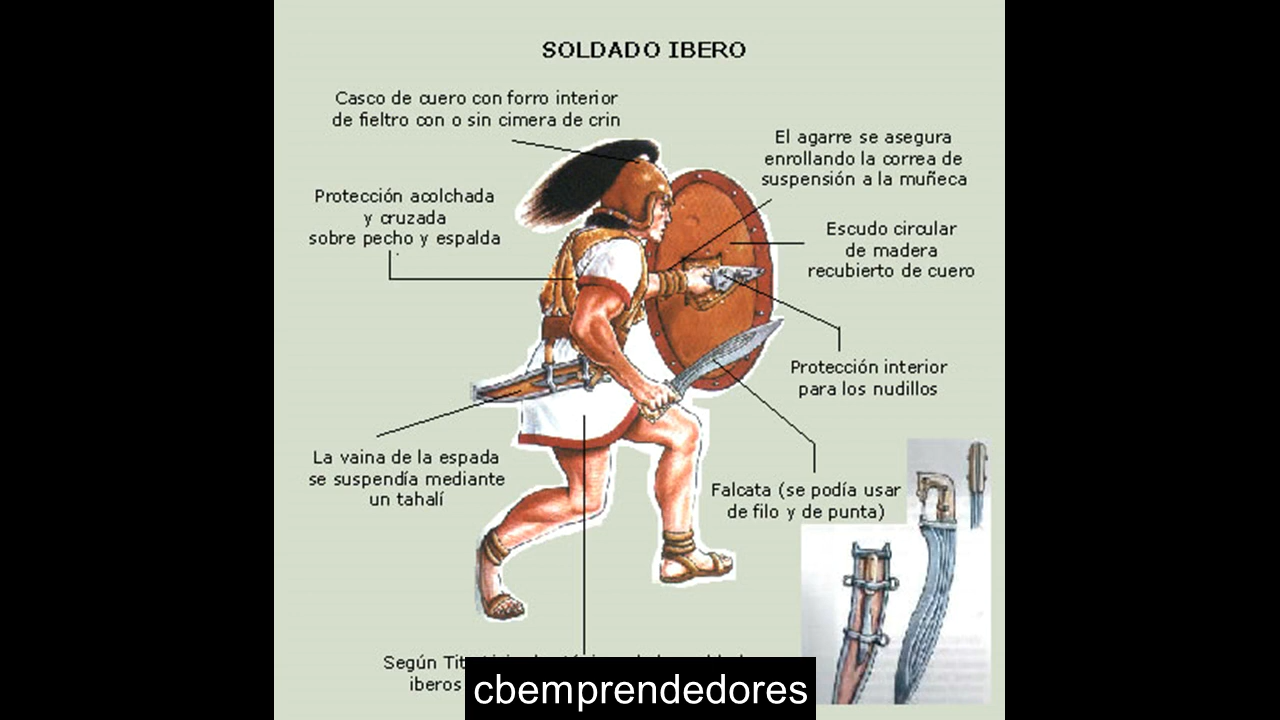 SOLDADO IBERO
Casco de cuero con forro interior
de fieltro con o sin cimera de crin
El agarre se asegura
enrollando la correa de
suspensión a la muñeca
Protección acolchada
y cruzada
sobre pecho y espalda
Escudo circular
de madera
recubierto de cuero
Protección interior
para los nudillos
La vaina de la espada
se suspendía mediante
un tahalí
Falcata (se podía usar
de filo y de punta)
Según
iberos
cbemprendedores